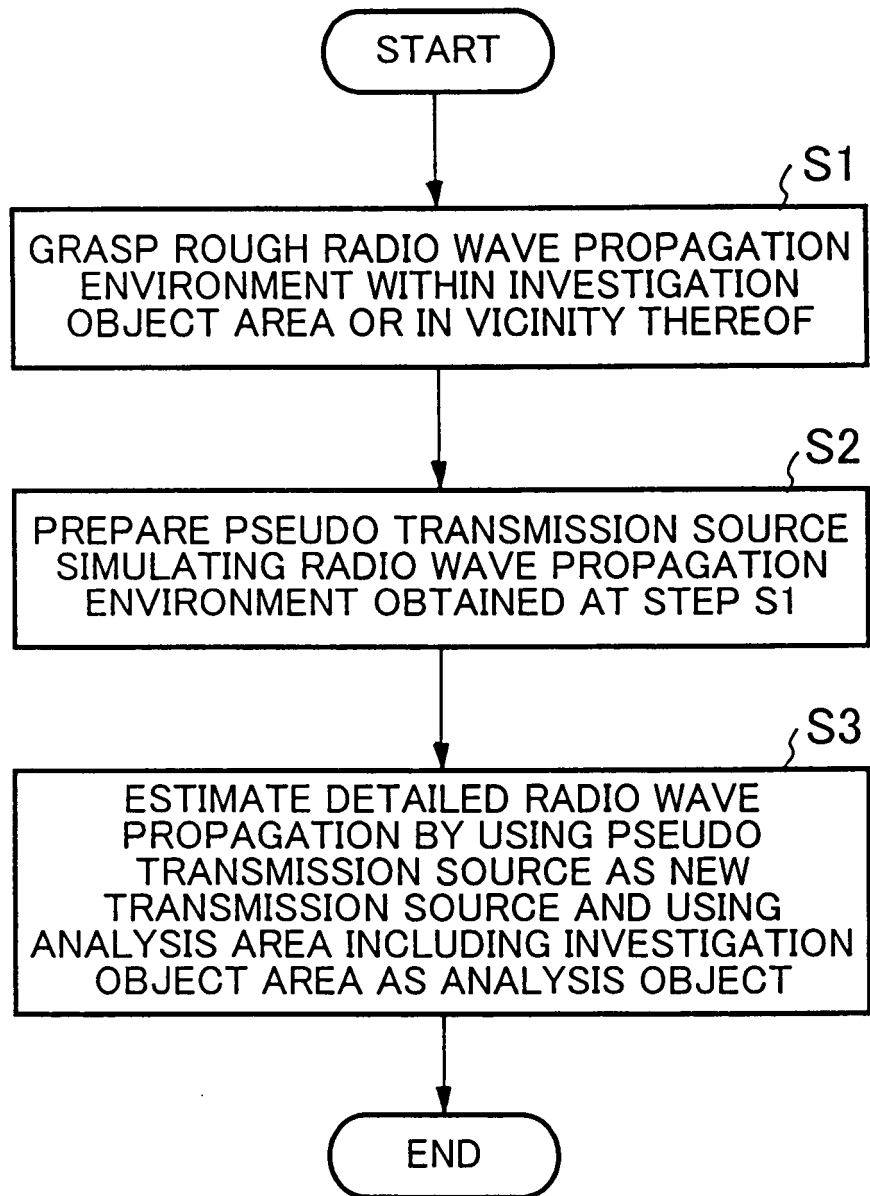 START
S1
GRASP ROUGH RADIO WAVE PROPAGATION
ENVIRONMENT WITHIN INVESTIGATION
OBJECT AREA OR IN VICINITY THEREOF
S2
PREPARE PSEUDO TRANSMISSION SOURCE
SIMULATING RADIO WAVE PROPAGATION
ENVIRONMENT OBTAINED AT STEP S1
S3
ESTIMATE DETAILED RADIO WAVE
PROPAGATION BY USING PSEUDO
TRANSMISSION SOURCE AS NEW
TRANSMISSION SOURCE AND USING
ANALYSIS AREA INCLUDING INVESTIGATION
OBJECT AREA AS ANALYSIS OBJECT
END